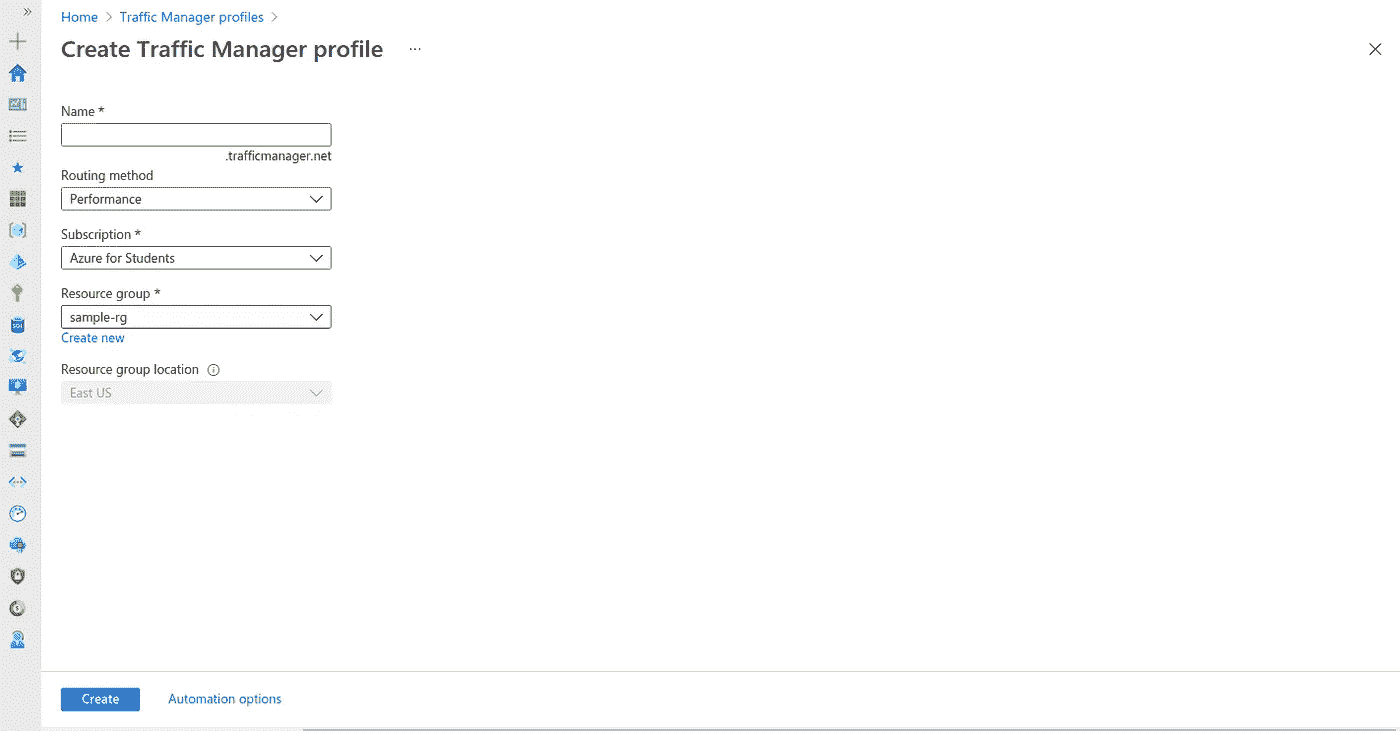 Home > Traffic Manager profiles >
Create Traffic Manager profile ...
Name *
.trafficmanager.net
Routing method
Performance
Subscription *
Azure for Students
Resource group *
sample-rg
Create new
Resource group location
East US
Create
Automation options